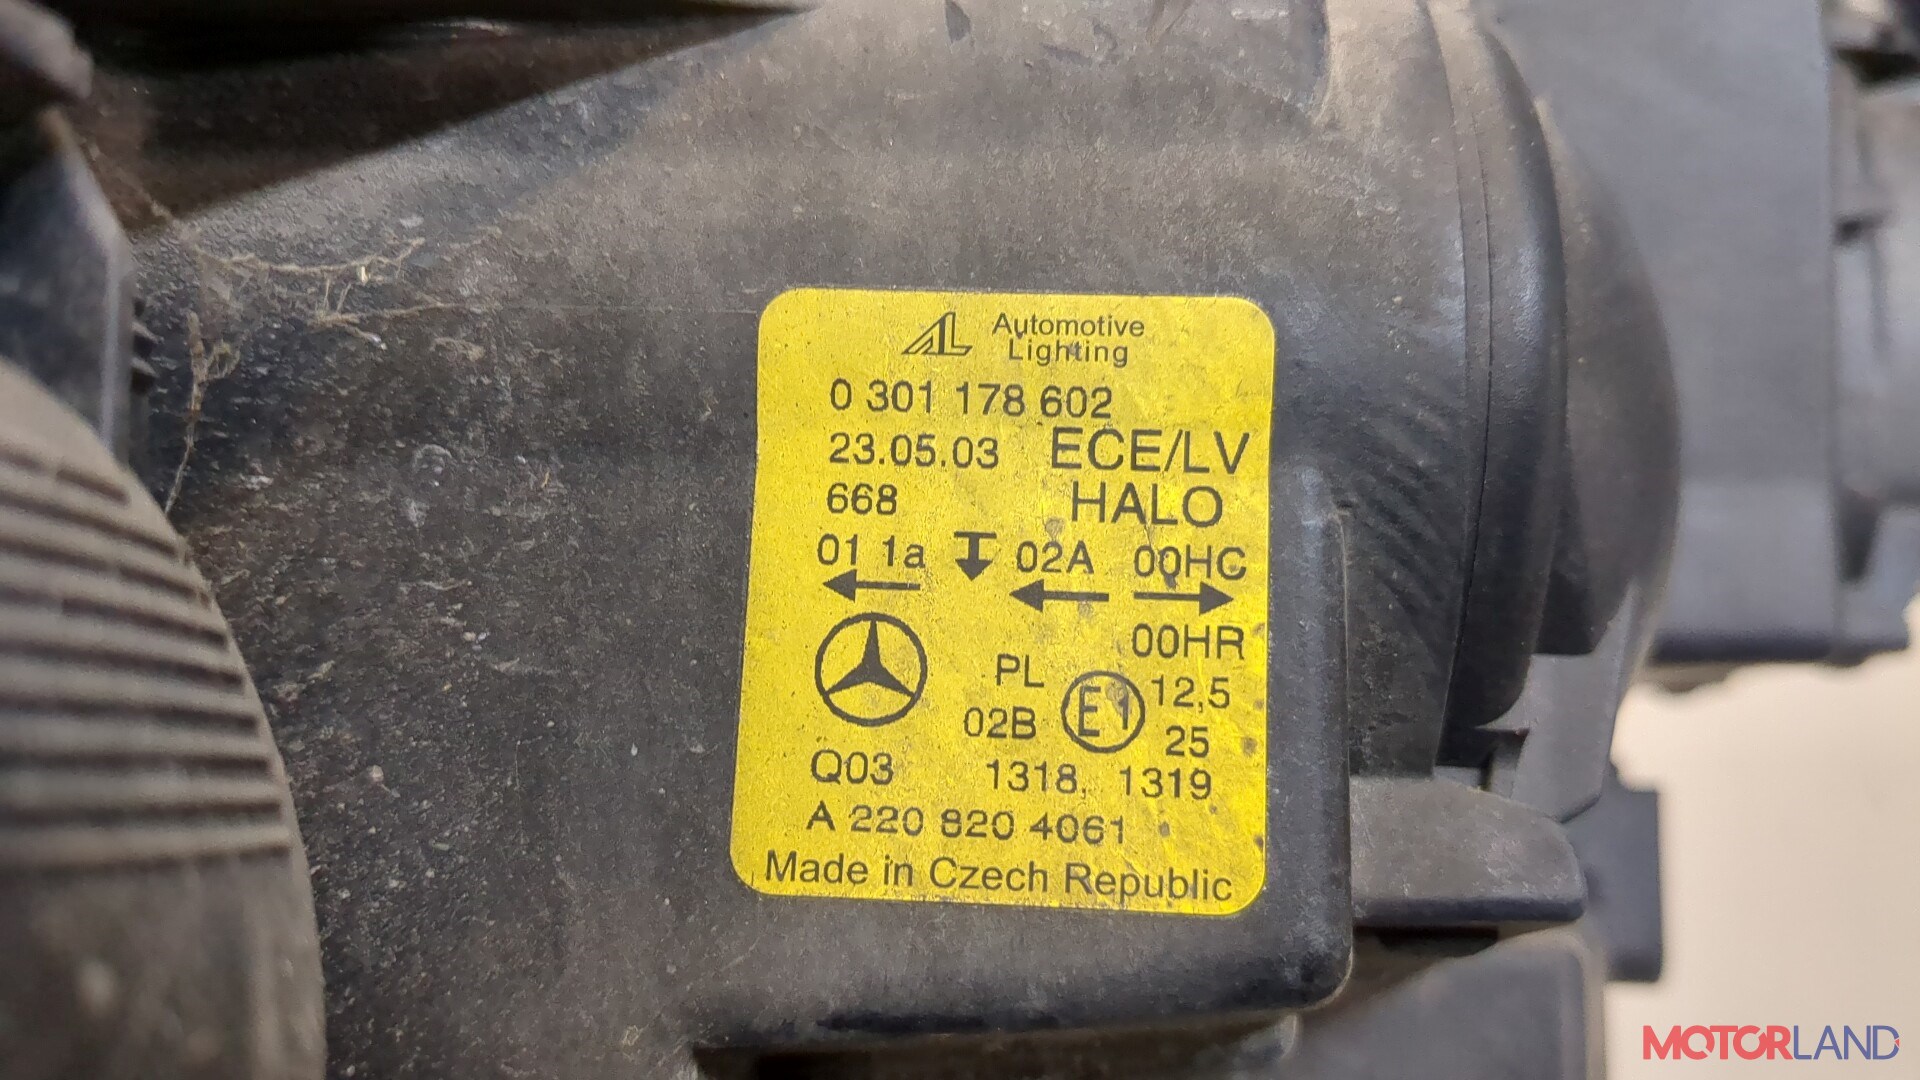 AL Automotive
Lighting
0 301 178 602
23.05.03 ECE/LV
668 HALO
01 1a 02A 00HC
00HR
PL 12,5
02B E1 25
Q03 1318, 1319
A 220 820 4061
Made in Czech Republic
MOTORLAND